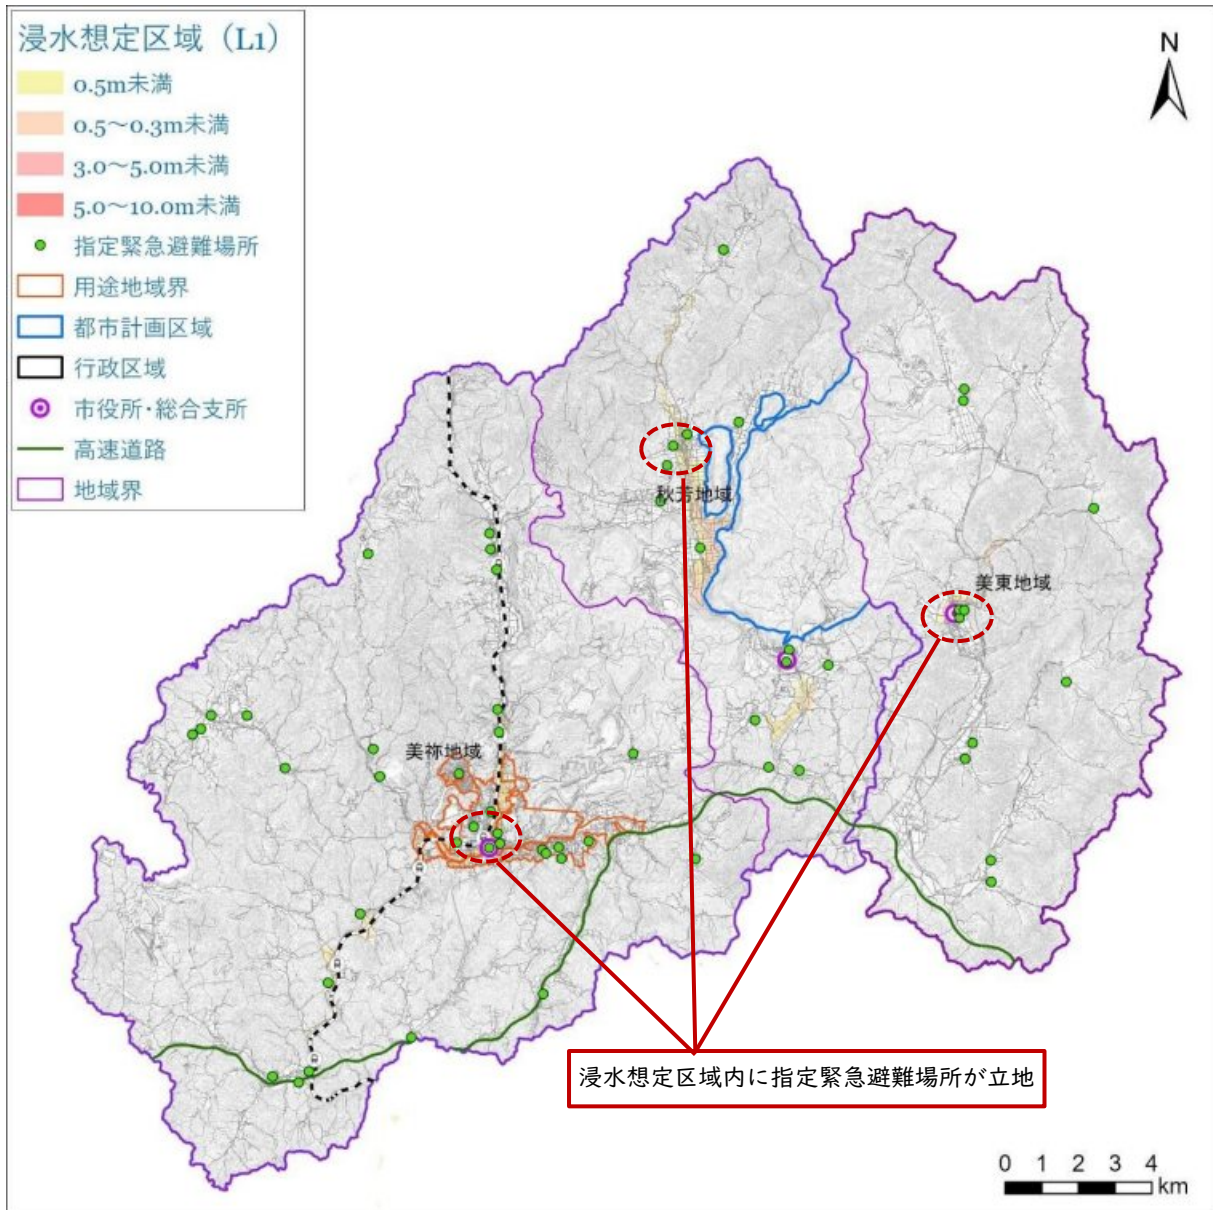 浸水想定区域（L1）
0.5m未満
0.5～0.3m未満
3.0～5.0m未満
5.0～10.0m未満
指定緊急避難場所
用途地域界
都市計画区域
行政区域
市役所・総合支所
高速道路
地域界
N
秋芳地域
美東地域
美祢地域
浸水想定区域内に指定緊急避難場所が立地
0 1 2 3 4
km